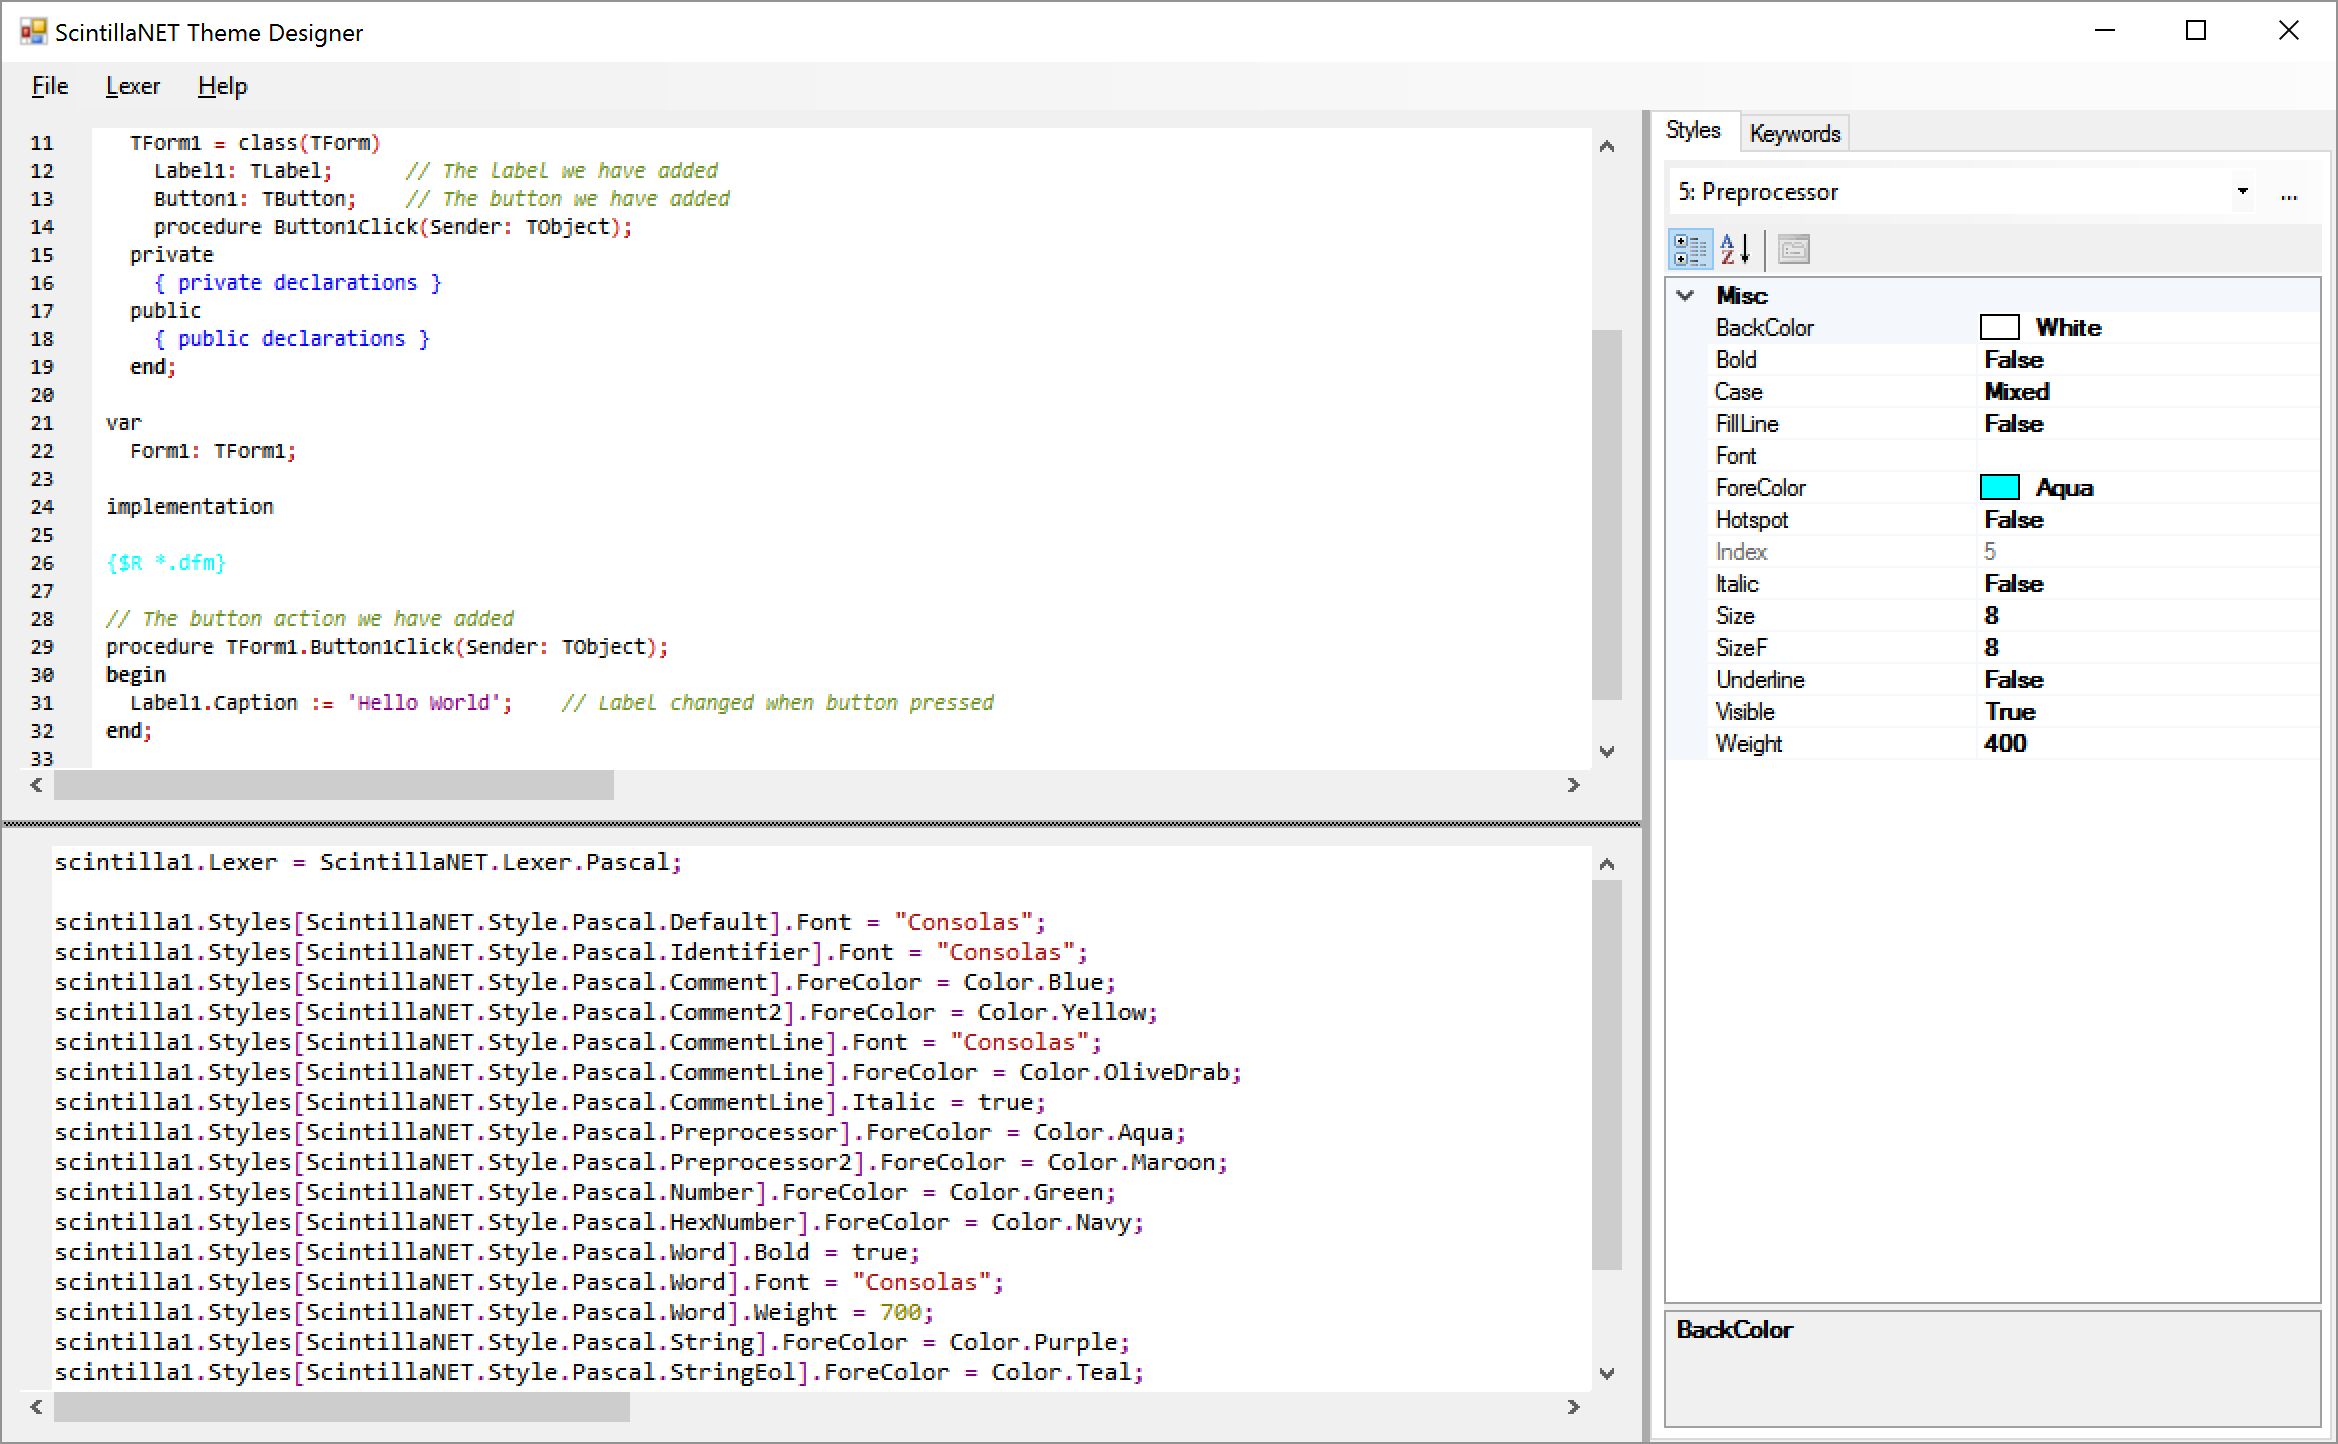 ScintillaNET Theme Designer
File Lexer Help
11 TForm1 = class(TForm)
12 Label1: TLabel; // The label we have added
13 Button1: TButton; // The button we have added
14 procedure Button1Click(Sender: TObject);
15 private
16 { private declarations }
17 public
18 { public declarations }
19 end;
20
21 var
22 Form1: TForm1;
23
24 implementation
25
26 {$R *.dfm}
27
28 // The button action we have added
29 procedure TForm1.Button1Click(Sender: TObject);
30 begin
31 Label1.Caption := 'Hello World'; // Label changed when button pressed
32 end;
33
scintilla1.Lexer = ScintillaNET.Lexer.Pascal;
scintilla1.Styles[ScintillaNET.Style.Pascal.Default].Font = "Consolas";
scintilla1.Styles[ScintillaNET.Style.Pascal.Identifier].Font = "Consolas";
scintilla1.Styles[ScintillaNET.Style.Pascal.Comment].ForeColor = Color.Blue;
scintilla1.Styles[ScintillaNET.Style.Pascal.Comment2].ForeColor = Color.Yellow;
scintilla1.Styles[ScintillaNET.Style.Pascal.CommentLine].Font = "Consolas";
scintilla1.Styles[ScintillaNET.Style.Pascal.CommentLine].ForeColor = Color.OliveDrab;
scintilla1.Styles[ScintillaNET.Style.Pascal.CommentLine].Italic = true;
scintilla1.Styles[ScintillaNET.Style.Pascal.Preprocessor].ForeColor = Color.Aqua;
scintilla1.Styles[ScintillaNET.Style.Pascal.Preprocessor2].ForeColor = Color.Maroon;
scintilla1.Styles[ScintillaNET.Style.Pascal.Number].ForeColor = Color.Green;
scintilla1.Styles[ScintillaNET.Style.Pascal.HexNumber].ForeColor = Color.Navy;
scintilla1.Styles[ScintillaNET.Style.Pascal.Word].Bold = true;
scintilla1.Styles[ScintillaNET.Style.Pascal.Word].Font = "Consolas";
scintilla1.Styles[ScintillaNET.Style.Pascal.Word].Weight = 700;
scintilla1.Styles[ScintillaNET.Style.Pascal.String].ForeColor = Color.Purple;
scintilla1.Styles[ScintillaNET.Style.Pascal.StringEol].ForeColor = Color.Teal;
Styles Keywords
5: Preprocessor ...
A Z
Misc
BackColor White
Bold False
Case Mixed
FillLine False
Font
ForeColor Aqua
Hotspot False
Index 5
Italic False
Size 8
SizeF 8
Underline False
Visible True
Weight 400
BackColor